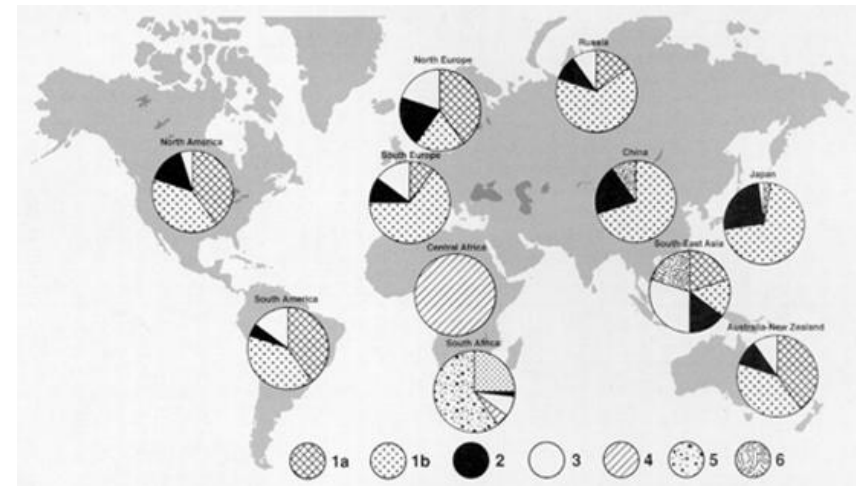 Russia
North Europe
North America
South Europe
China
Japan
South-East Asia
Central Africa
South America
Australia-New Zealand
South Africa
1a 1b 2 3 4 5 6